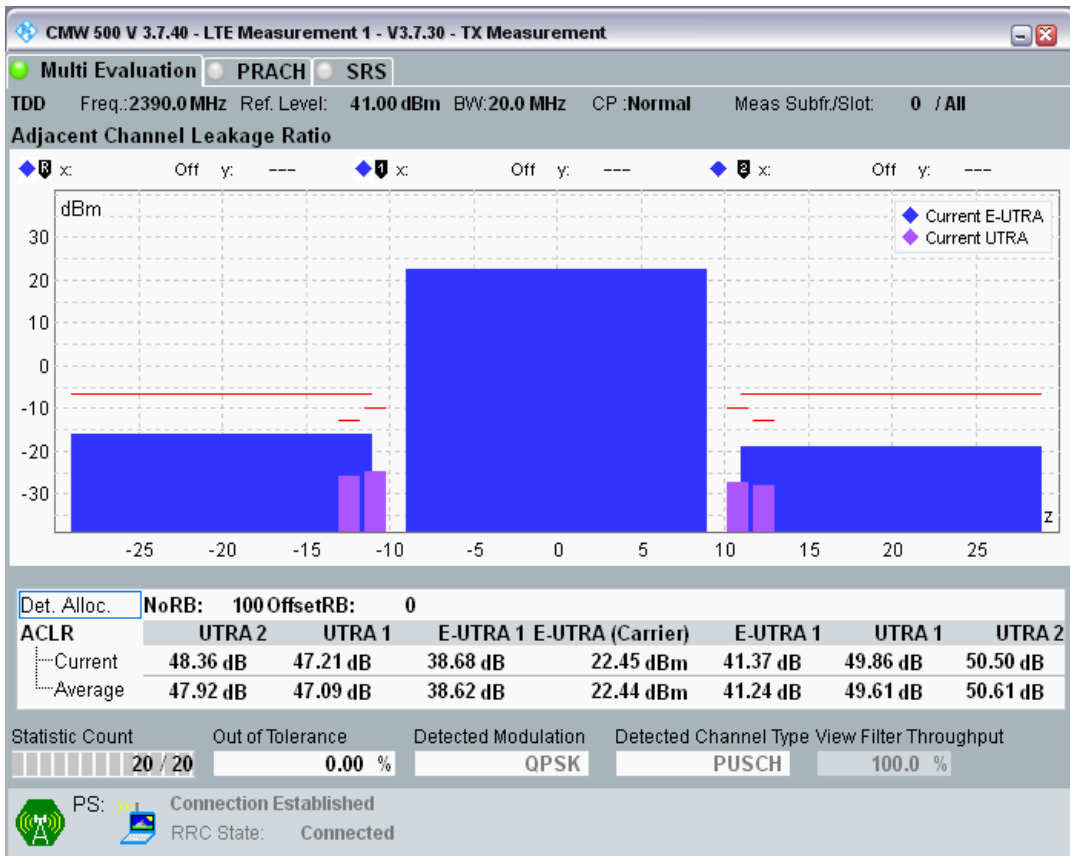 CMW 500 V 3.7.40 - LTE Measurement 1 - V3.7.30 - TX Measurement
Multi Evaluation PRACH SRS
TDD Freq.:2390.0 MHz Ref. Level: 41.00 dBm BW:20.0 MHz CP :Normal Meas Subfr./Slot: 0 / All
Adjacent Channel Leakage Ratio
R x: Off y: --- 1 x: Off y: --- 2 x: Off y: ---
dBm
Current E-UTRA
Current UTRA
30
20
10
0
-10
-20
-30
z
-25 -20 -15 -10 -5 0 5 10 15 20 25
Det. Alloc. NoRB: 100 OffsetRB: 0
ACLR UTRA 2 UTRA 1 E-UTRA 1 E-UTRA (Carrier) E-UTRA 1 UTRA 1 UTRA 2
Current 48.36 dB 47.21 dB 38.68 dB 22.45 dBm 41.37 dB 49.86 dB 50.50 dB
Average 47.92 dB 47.09 dB 38.62 dB 22.44 dBm 41.24 dB 49.61 dB 50.61 dB
Statistic Count Out of Tolerance Detected Modulation Detected Channel Type View Filter Throughput
20 / 20 0.00 % QPSK PUSCH 100.0 %
PS: Connection Established
RRC State: Connected